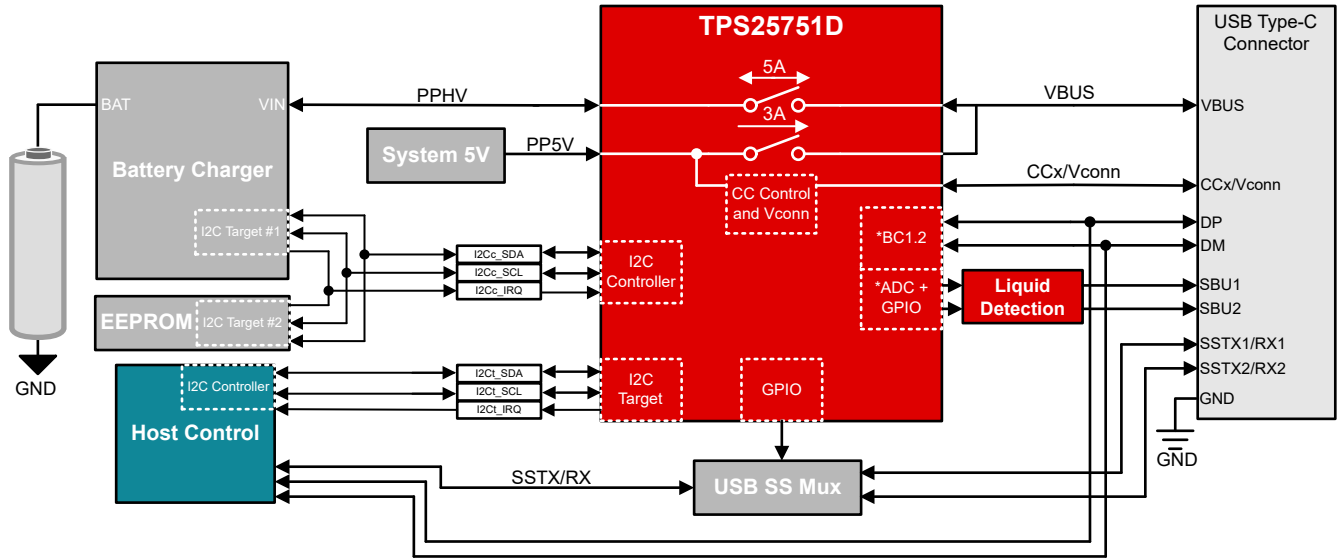 TPS25751D
USB Type-C
Connector
5A
BAT
VIN
PPHV
VBUS
VBUS
3A
Battery Charger
System 5V
PP5V
CC Control
and Vconn
CCx/Vconn
CCx/Vconn
I2C Target #1
*BC1.2
DP
DM
I2Cc_SDA
I2Cc_SCL
I2Cc_IRQ
I2C
Controller
*ADC +
GPIO
Liquid
Detection
SBU1
SBU2
EEPROM
I2C Target #2
SSTX1/RX1
SSTX2/RX2
GND
GND
I2C Controller
I2Ct_SDA
I2Ct_SCL
I2Ct_IRQ
I2C
Target
GPIO
GND
Host Control
SSTX/RX
USB SS Mux